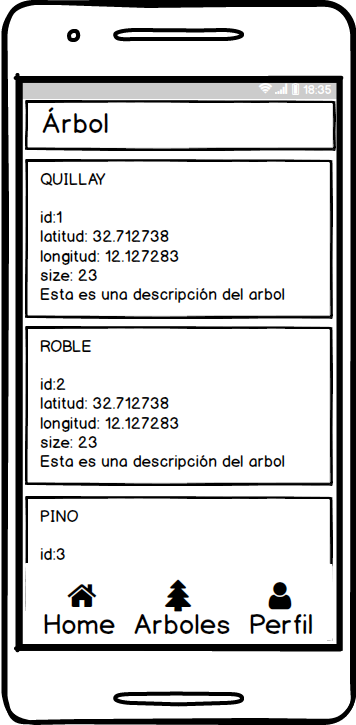 18:35
Árbol
QUILLAY
id:1
latitud: 32.712738
longitud: 12.127283
size: 23
Esta es una descripción del arbol
ROBLE
id:2
latitud: 32.712738
longitud: 12.127283
size: 23
Esta es una descripción del arbol
PINO
id:3
Home Arboles Perfil